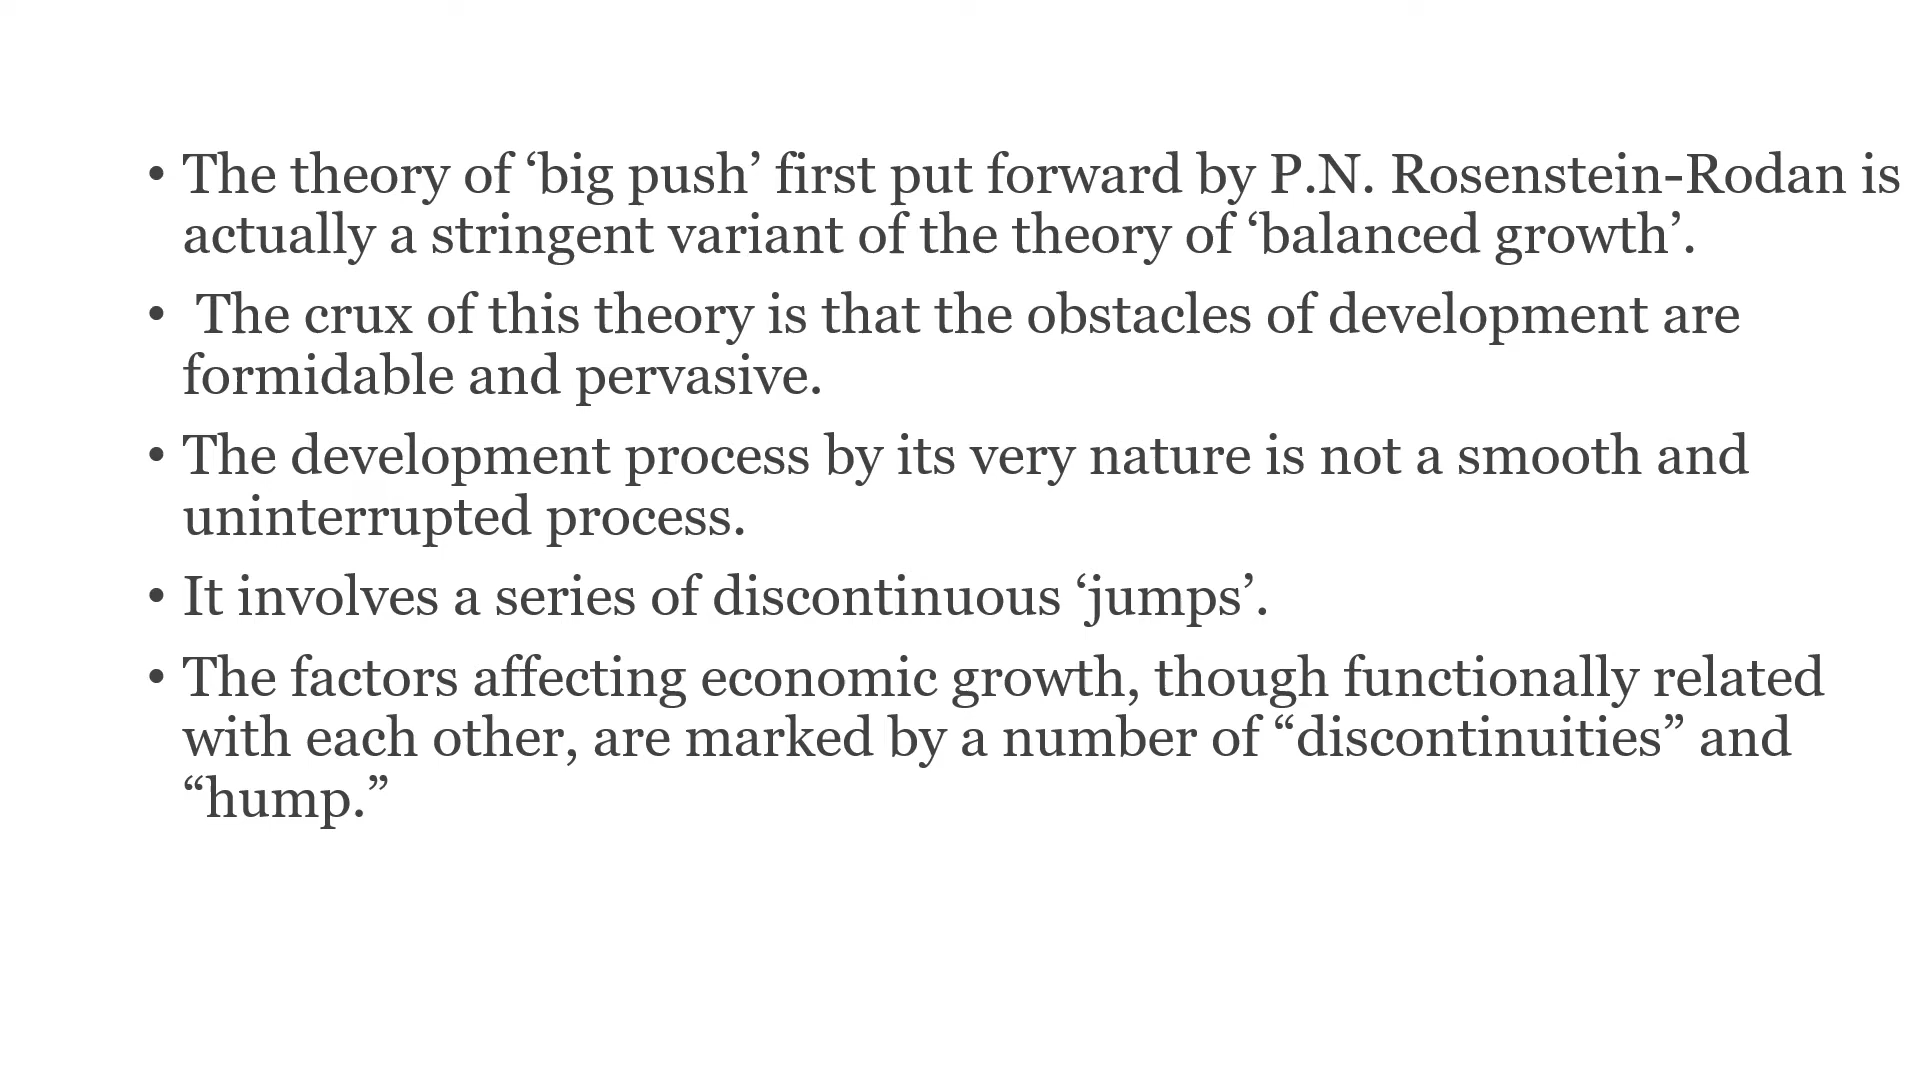 • The theory of ‘big push’ first put forward by P.N. Rosenstein-Rodan is
actually a stringent variant of the theory of ‘balanced growth’.
• The crux of this theory is that the obstacles of development are
formidable and pervasive.
• The development process by its very nature is not a smooth and
uninterrupted process.
• It involves a series of discontinuous ‘jumps’.
• The factors affecting economic growth, though functionally related
with each other, are marked by a number of “discontinuities” and
“hump.”